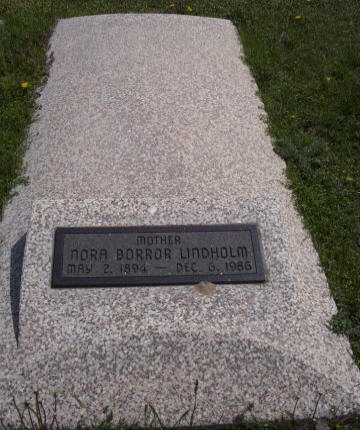 MOTHER
NORA BORROR LINDHOLM
MAY 2, 1894 — DEC. 6, 1986